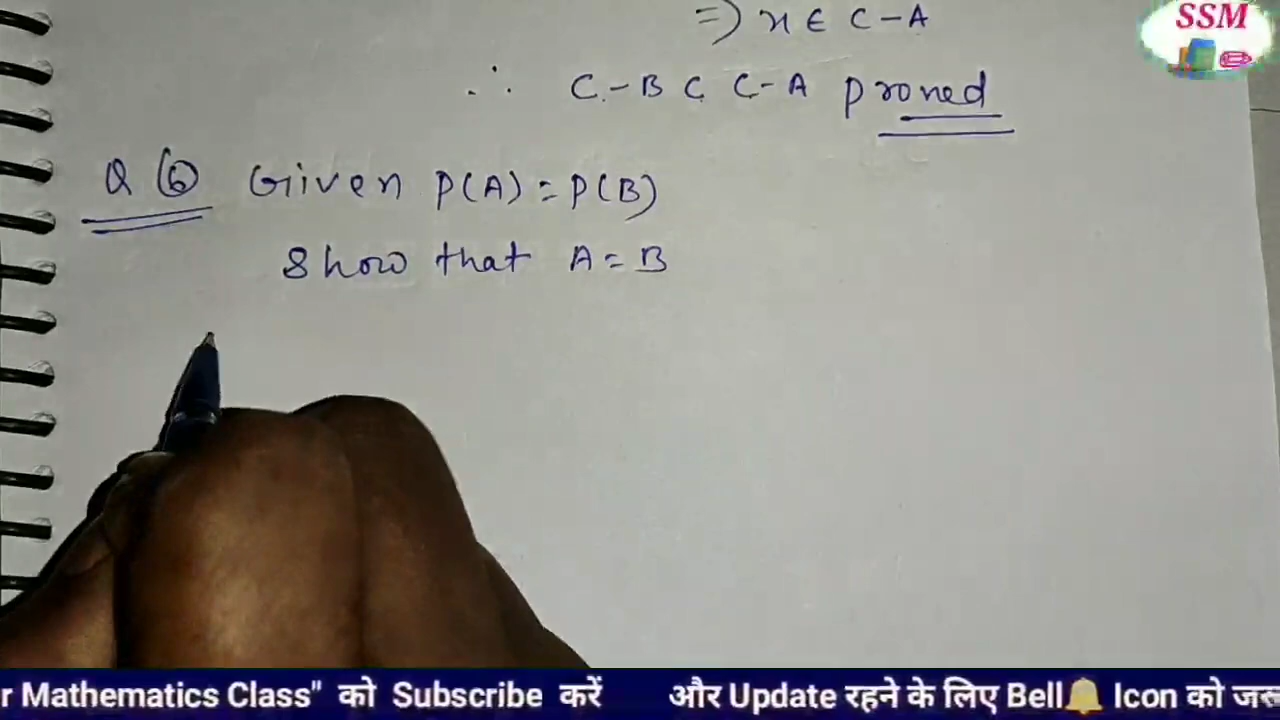 => x ∈ C - A
SSM
∴ C - B ⊂ C - A proved
Q (6) Given P(A) = P(B)
Show that A = B
r Mathematics Class" को Subscribe करें और Update रहने के लिए Bell🔔 Icon को